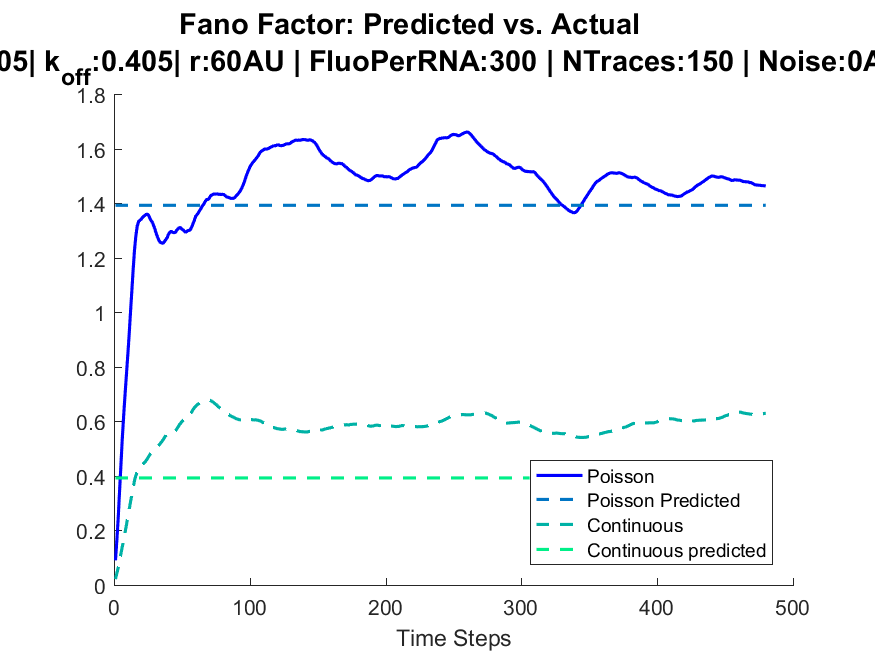 Fano Factor: Predicted vs. Actual
05| koff:0.405| r:60AU | FluoPerRNA:300 | NTraces:150 | Noise:0A
1.8
1.6
1.4
1.2
1
0.8
0.6
0.4
0.2
0
Poisson
Poisson Predicted
Continuous
Continuous predicted
0 100 200 300 400 500
Time Steps